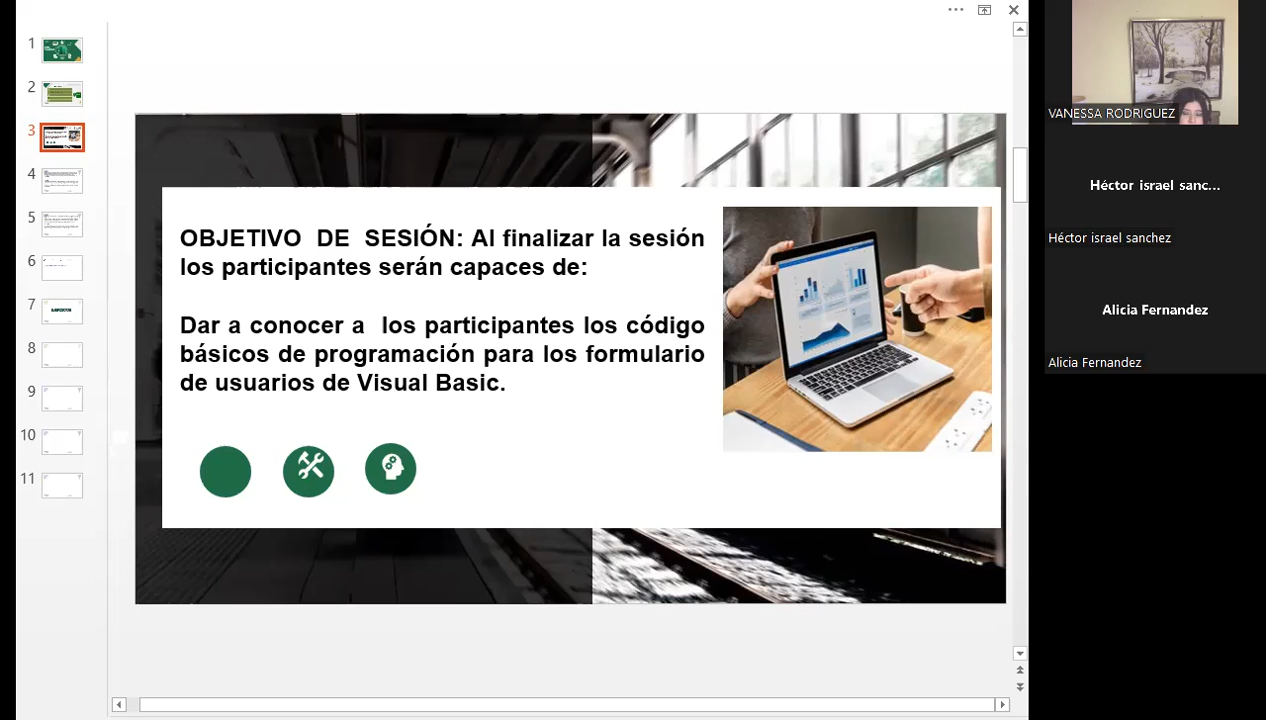 1
2
3
4
5
6
7
8
9
10
11
OBJETIVO DE SESIÓN: Al finalizar la sesión
los participantes serán capaces de:
Dar a conocer a los participantes los código
básicos de programación para los formulario
de usuarios de Visual Basic.
VANESSA RODRIGUEZ
Héctor israel sanc...
Héctor israel sanchez
Alicia Fernandez
Alicia Fernandez